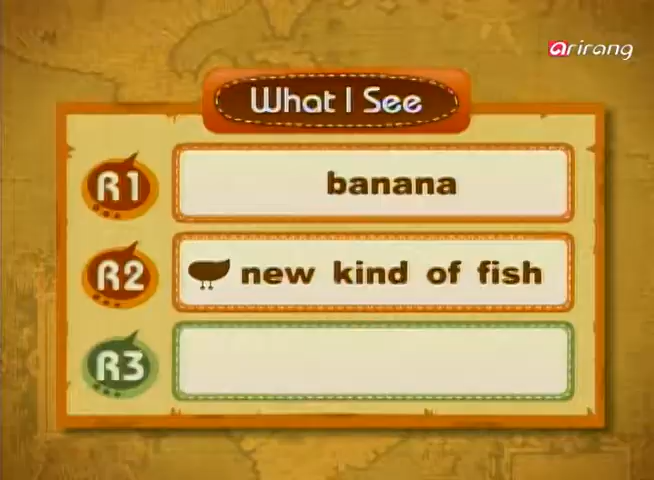 arirang
What I See
R1 banana
R2 new kind of fish
R3